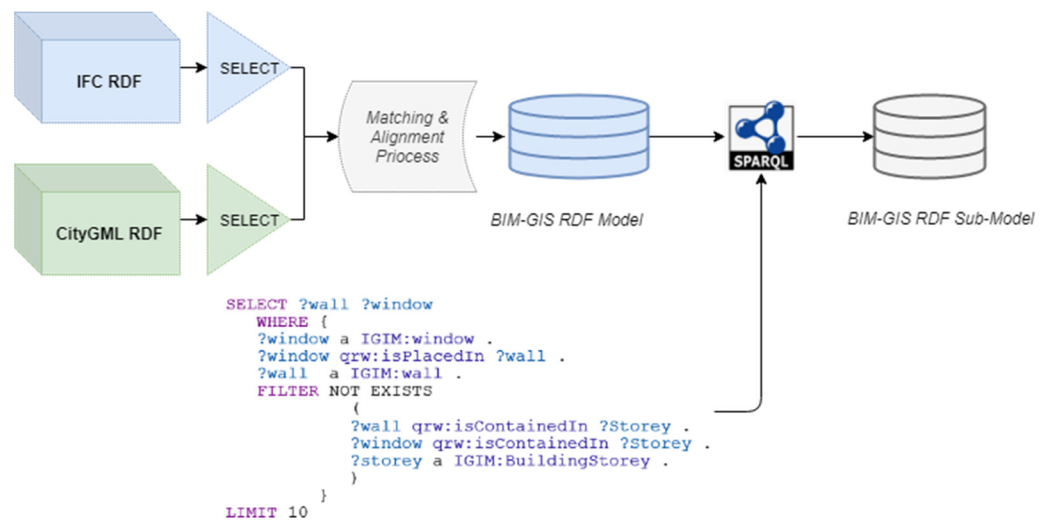 IFC RDF
SELECT
Matching &
Alignment
Priocess
SPARQL
CityGML RDF
SELECT
BIM-GIS RDF Model
BIM-GIS RDF Sub-Model
SELECT ?wall ?window
WHERE {
?window a IGIM:window .
?window qrw:isPlacedIn ?wall .
?wall a IGIM:wall .
FILTER NOT EXISTS
(
?wall qrw:isContainedIn ?Storey .
?window qrw:isContainedIn ?Storey .
?storey a IGIM:BuildingStorey .
}
}
LIMIT 10